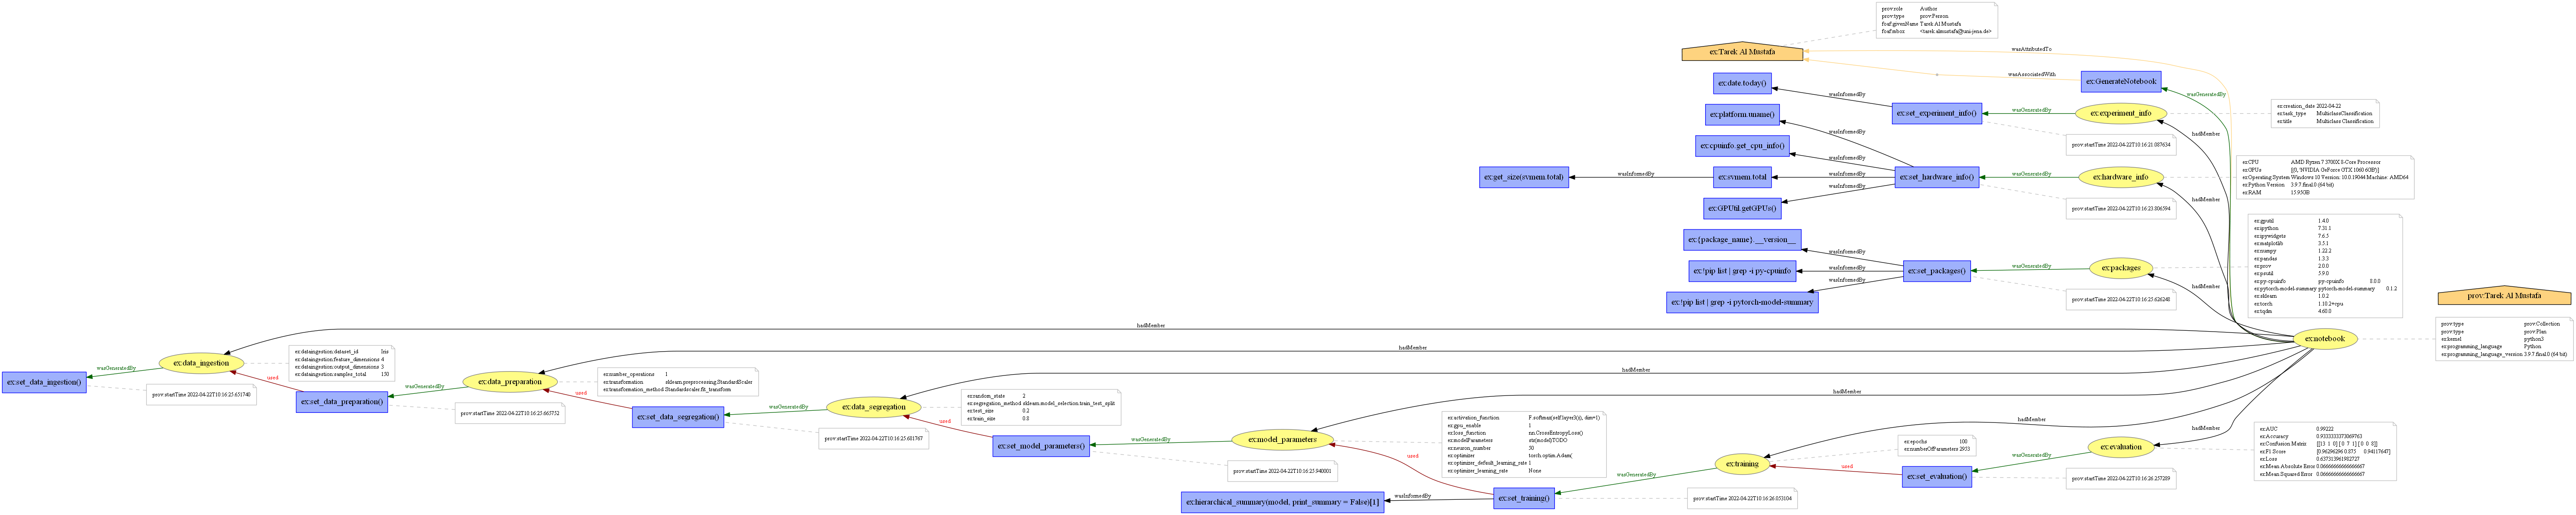 prov:role Author
prov:type prov:Person
foaf:givenName Tarek Al Mustafa
foaf:mbox <tarek.almustafa@uni-jena.de>
ex:Tarek Al Mustafa
wasAttributedTo
wasAssociatedWith
ex:GenerateNotebook
wasGeneratedBy
ex:date.today()
wasInformedBy
ex:set_experiment_info()
wasGeneratedBy
ex:experiment_info
ex:creation_date 2022-04-22
ex:task_type MulticlassClassification
ex:title Multiclass Classification
prov:startTime 2022-04-22T10:16:21.087634
hadMember
ex:platform.uname()
wasInformedBy
ex:cpuinfo.get_cpu_info()
wasInformedBy
ex:get_size(svmem.total)
wasInformedBy
ex:svmem.total
wasInformedBy
ex:set_hardware_info()
wasGeneratedBy
ex:hardware_info
ex:CPU AMD Ryzen 7 3700X 8-Core Processor
ex:GPUs [(0, 'NVIDIA GeForce GTX 1060 6GB')]
ex:Operating System Windows 10 Version: 10.0.19044 Machine: AMD64
ex:Python Version 3.9.7.final.0 (64 bit)
ex:RAM 15.95GB
ex:GPUtil.getGPUs()
wasInformedBy
prov:startTime 2022-04-22T10:16:23.806594
hadMember
ex:{package_name}.__version__
wasInformedBy
ex:!pip list | grep -i py-cpuinfo
wasInformedBy
ex:set_packages()
wasGeneratedBy
ex:packages
ex:gputil 1.4.0
ex:ipython 7.31.1
ex:ipywidgets 7.6.5
ex:matplotlib 3.5.1
ex:numpy 1.22.2
ex:pandas 1.3.3
ex:prov 2.0.0
ex:psutil 5.9.0
ex:py-cpuinfo py-cpuinfo 8.0.0
ex:pytorch-model-summary pytorch-model-summary 0.1.2
ex:sklearn 1.0.2
ex:torch 1.10.2+cpu
ex:tqdm 4.60.0
ex:!pip list | grep -i pytorch-model-summary
wasInformedBy
prov:startTime 2022-04-22T10:16:25.626248
hadMember
prov:Tarek Al Mustafa
ex:notebook
prov:type prov:Collection
prov:type prov:Plan
ex:kernel python3
ex:programming_language Python
ex:programming_language_version 3.9.7.final.0 (64 bit)
hadMember
ex:data_ingestion
ex:dataingestion:dataset_id Iris
ex:dataingestion:feature_dimensions 4
ex:dataingestion:output_dimensions 3
ex:dataingestion:samples_total 150
wasGeneratedBy
ex:set_data_ingestion()
prov:startTime 2022-04-22T10:16:25.651740
used
hadMember
ex:data_preparation
ex:number_operations 1
ex:transformation sklearn.preprocessing.StandardScaler
ex:transformation_method StandardScaler.fit_transform
wasGeneratedBy
ex:set_data_preparation()
prov:startTime 2022-04-22T10:16:25.665752
used
hadMember
ex:data_segregation
ex:random_state 2
ex:segregation_method sklearn.model_selection.train_test_split
ex:test_size 0.2
ex:train_size 0.8
wasGeneratedBy
ex:set_data_segregation()
prov:startTime 2022-04-22T10:16:25.681767
used
hadMember
ex:model_parameters
ex:activation_function F.softmax(self.layer3(x), dim=1)
ex:gpu_enable 1
ex:loss_function nn.CrossEntropyLoss()
ex:modelParameters str(model)TODO
ex:neuron_number 50
ex:optimizer torch.optim.Adam(
ex:optimizer_default_learning_rate 1
ex:optimizer_learning_rate None
wasGeneratedBy
ex:set_model_parameters()
prov:startTime 2022-04-22T10:16:25.940001
used
hadMember
ex:training
ex:epochs 100
ex:numberOfParameters 2953
wasGeneratedBy
ex:set_training()
wasInformedBy
ex:hierarchical_summary(model, print_summary = False)[1]
prov:startTime 2022-04-22T10:16:26.053104
used
hadMember
ex:evaluation
ex:AUC 0.99222
ex:Accuracy 0.9333333373069763
ex:Confusion Matrix [[13 1 0] [ 0 7 1] [ 0 0 8]]
ex:F1 Score [0.96296296 0.875 0.94117647]
ex:Loss
ex:Mean Absolute Error 0.06666666666666667
ex:Mean Squared Error 0.06666666666666667
wasGeneratedBy
ex:set_evaluation()
prov:startTime 2022-04-22T10:16:26.257289